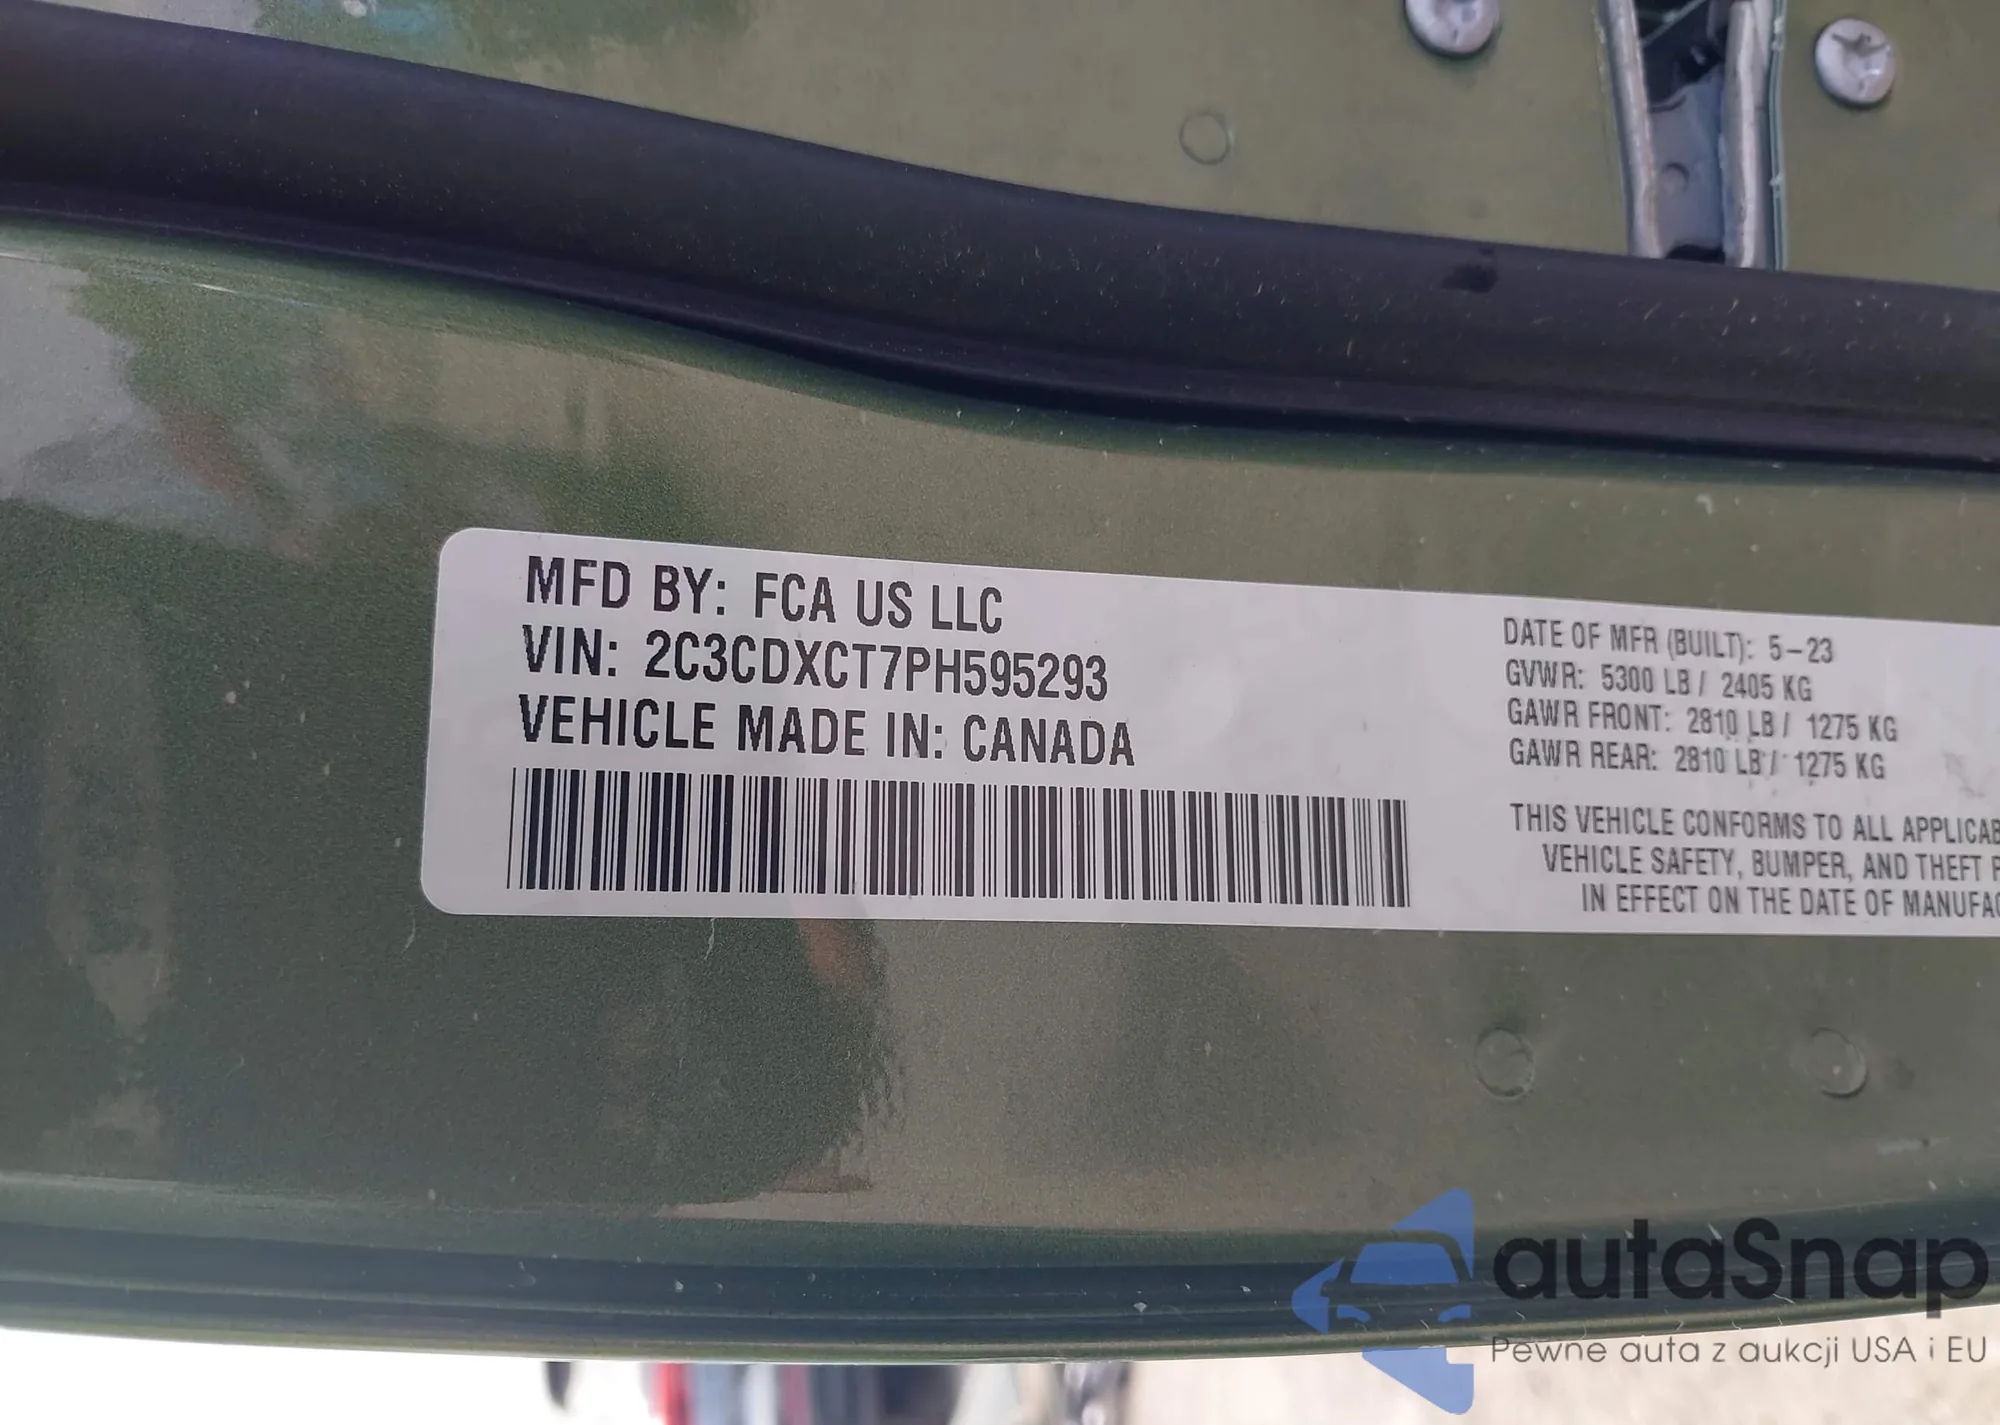 MFD BY: FCA US LLC
VIN: 2C3CDXCT7PH595293
VEHICLE MADE IN: CANADA
DATE OF MFR (BUILT): 5-23
GVWR: 5300 LB / 2405 KG
GAWR FRONT: 2810 LB / 1275 KG
GAWR REAR: 2810 LB / 1275 KG
THIS VEHICLE CONFORMS TO ALL APPLICAB
VEHICLE SAFETY, BUMPER, AND THEFT
IN EFFECT ON THE DATE OF MANUFAC
autaSnap
Pewne auta z aukcji USA i EU